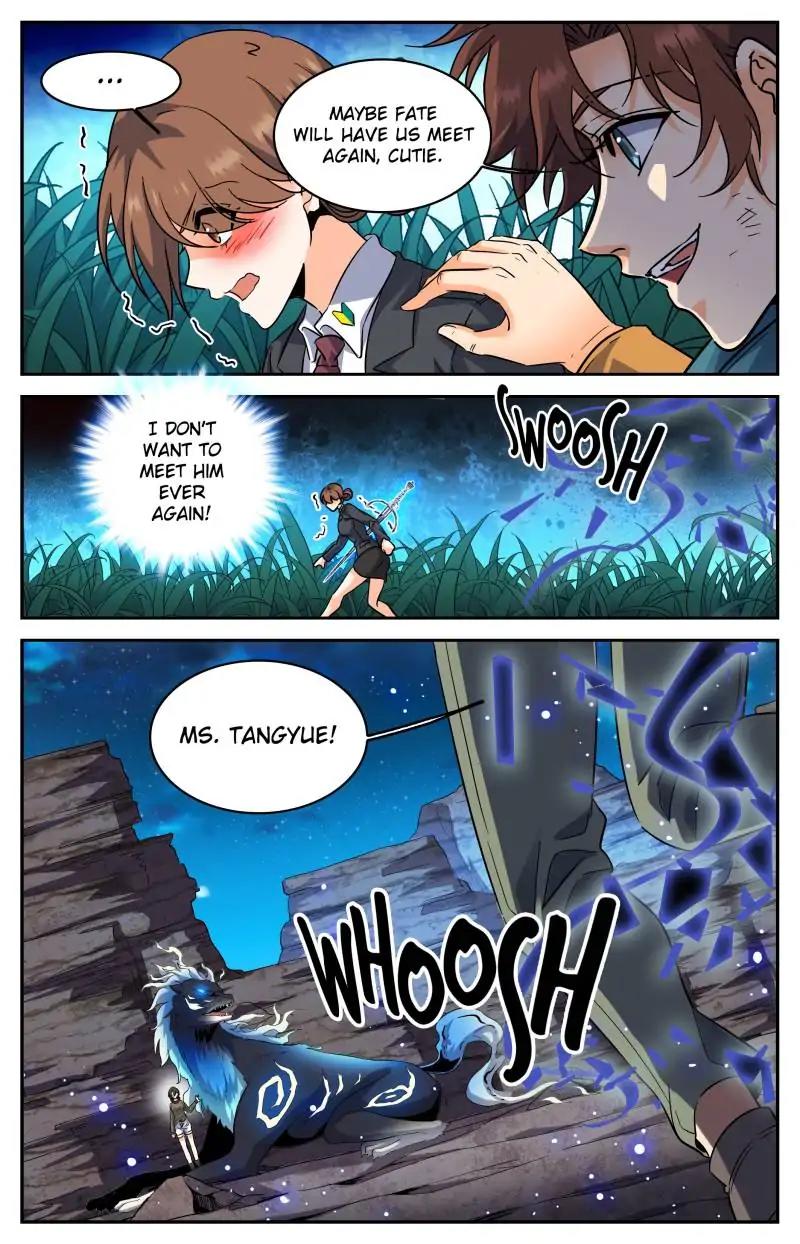 ...
MAYBE FATE
WILL HAVE US MEET
AGAIN, CUTIE.
I DON'T
WANT TO
MEET HIM
EVER
AGAIN!
SWOOSH
MS. TANGYUE!
WHOOSH